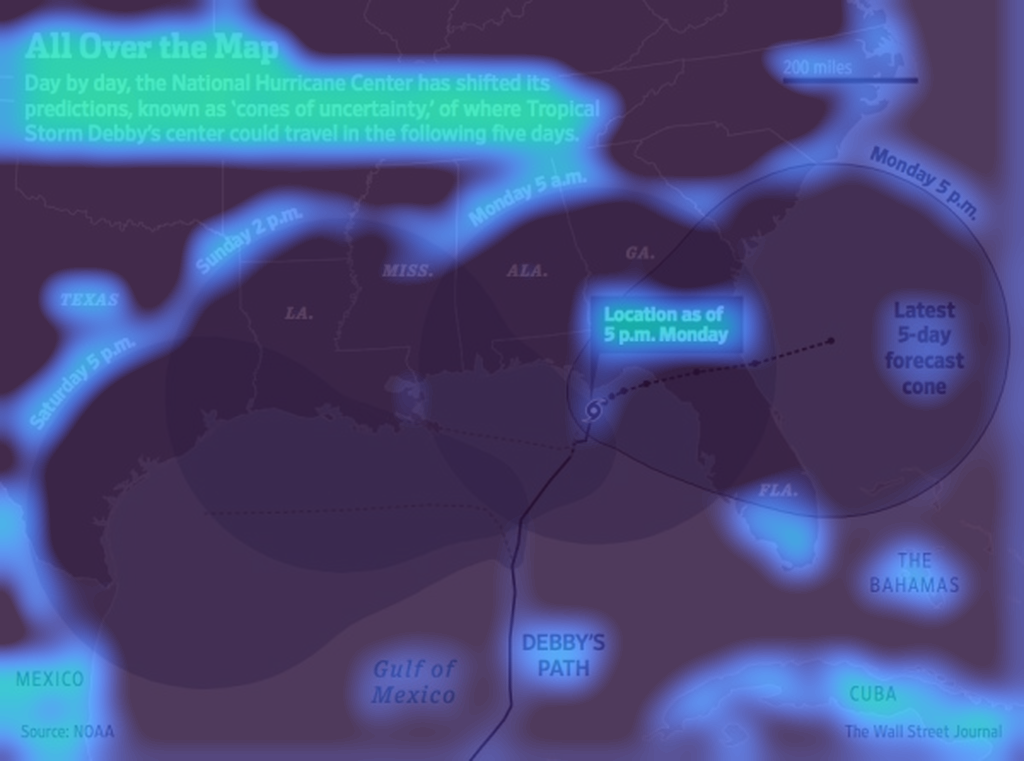 All Over the Map
Day by day, the National Hurricane Center has shifted its
predictions, known as 'cones of uncertainty,' of where Tropical
Storm Debby's center could travel in the following five days.
200 miles
Monday 5 p.m.
Monday 5 a.m.
Sunday 2 p.m.
Saturday 5 p.m.
TEXAS
LA.
MISS.
ALA.
GA.
Location as of
5 p.m. Monday
Latest
5-day
forecast
cone
FLA.
THE
BAHAMAS
DEBBY'S
PATH
Gulf of
Mexico
MEXICO
CUBA
Source: NOAA
The Wall Street Journal